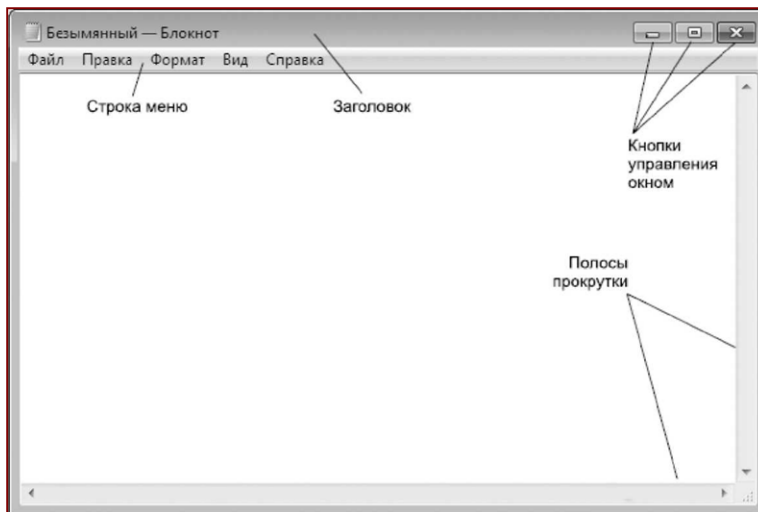 Безымянный — Блокнот
Файл Правка Формат Вид Справка
Строка меню
Заголовок
Кнопки
управления
окном
Полосы
прокрутки